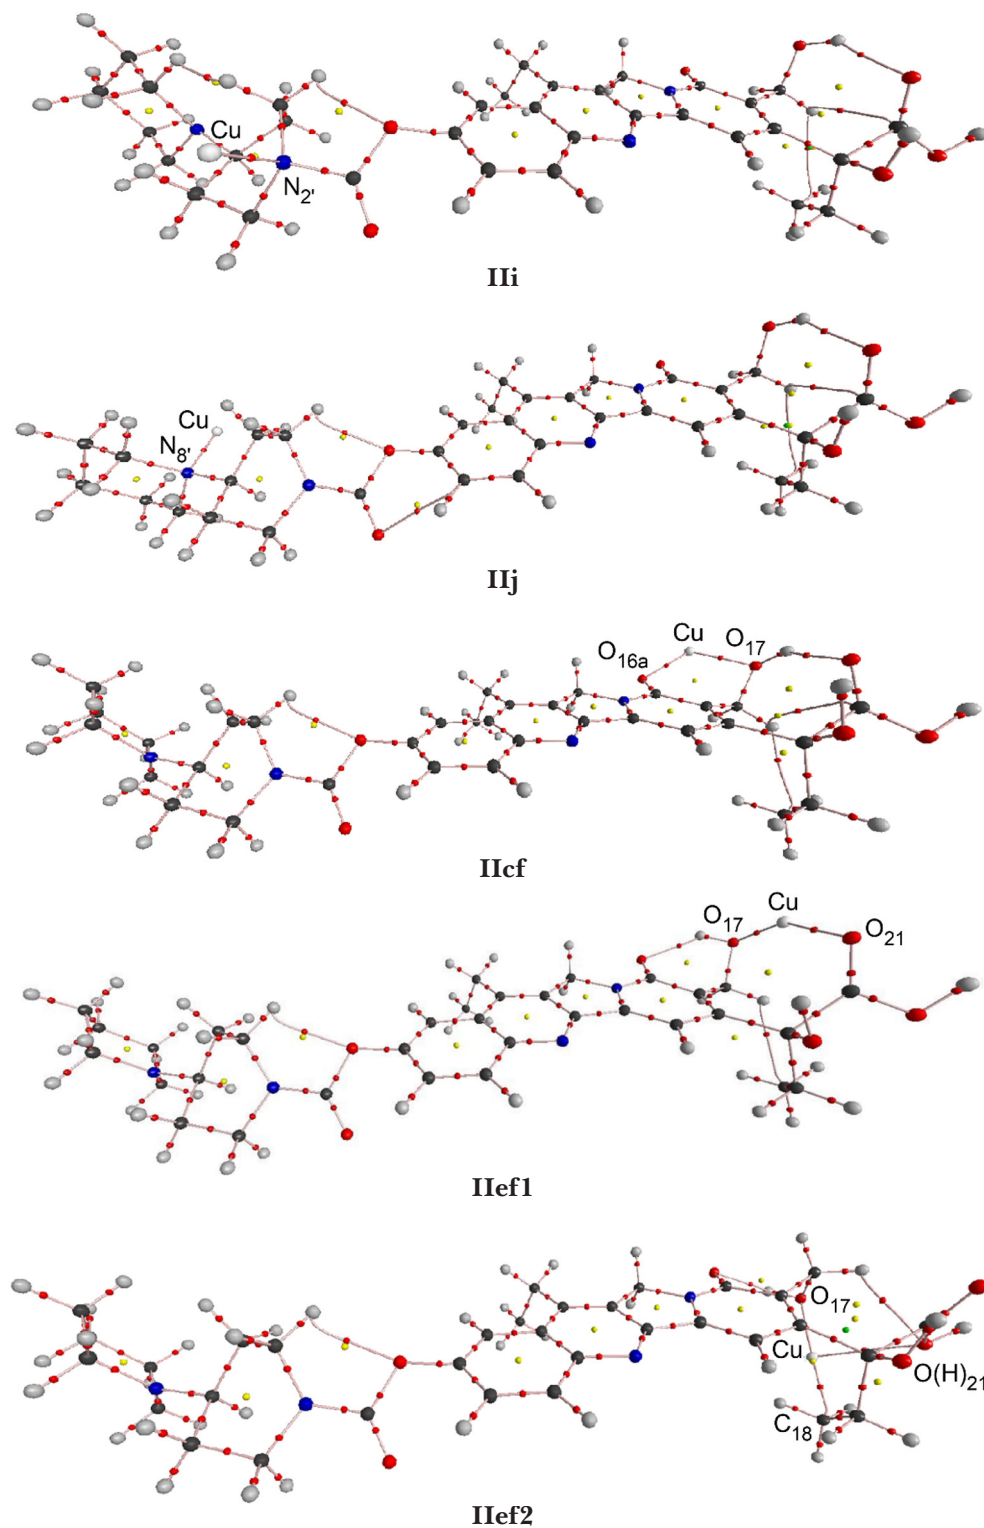 Cu
N2'
IIi
Cu
N8'
IIj
Cu
O16a
O17
IIcf
Cu
O17
O21
IIef1
O17
Cu
O(H)21
C18
IIef2